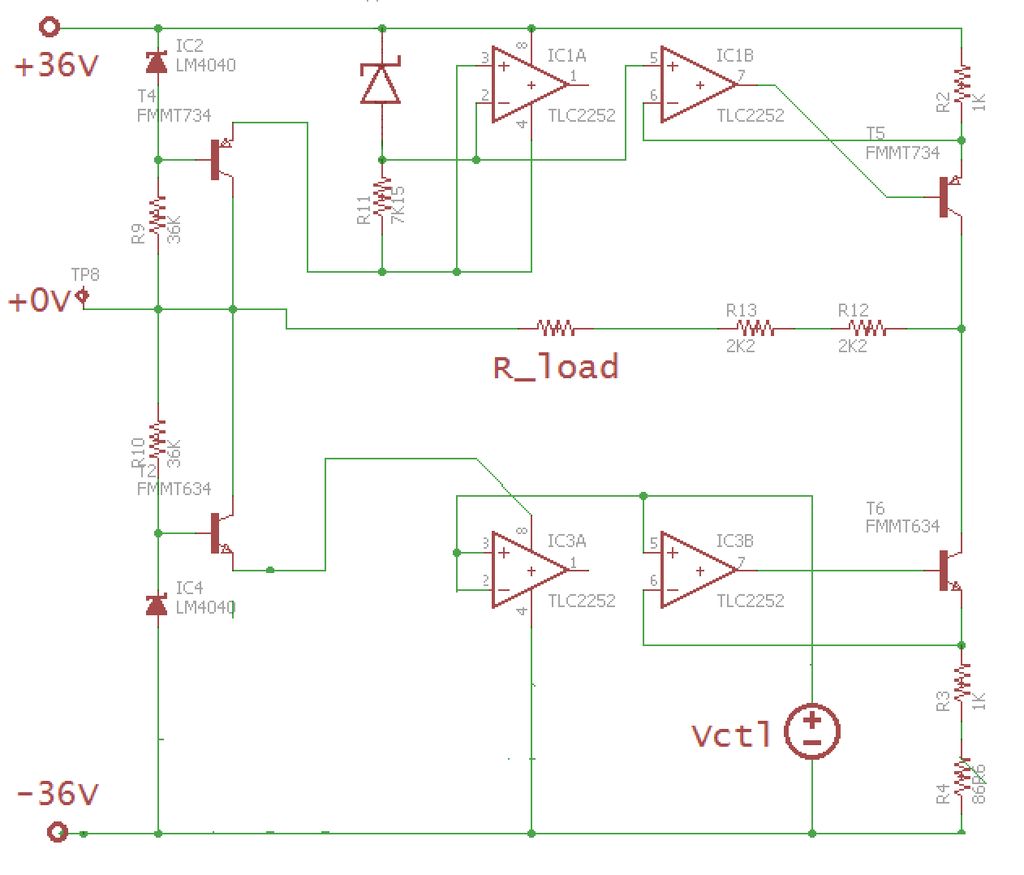 +36V
IC2
LM4040
T4
FMMT734
R9
36K
TP8
+0V
R10
36K
T2
FMMT634
IC4
LM4040
-36V
R11
7K15
3
2
8
4
1
+
−
+
IC1A
TLC2252
5
6
7
+
−
IC1B
TLC2252
R2
1K
T5
FMMT734
R_load
R13
2K2
R12
2K2
3
2
8
4
1
+
−
+
IC3A
TLC2252
5
6
7
+
−
+
IC3B
TLC2252
T6
FMMT634
R3
1K
R4
86R6
Vctl
+
−